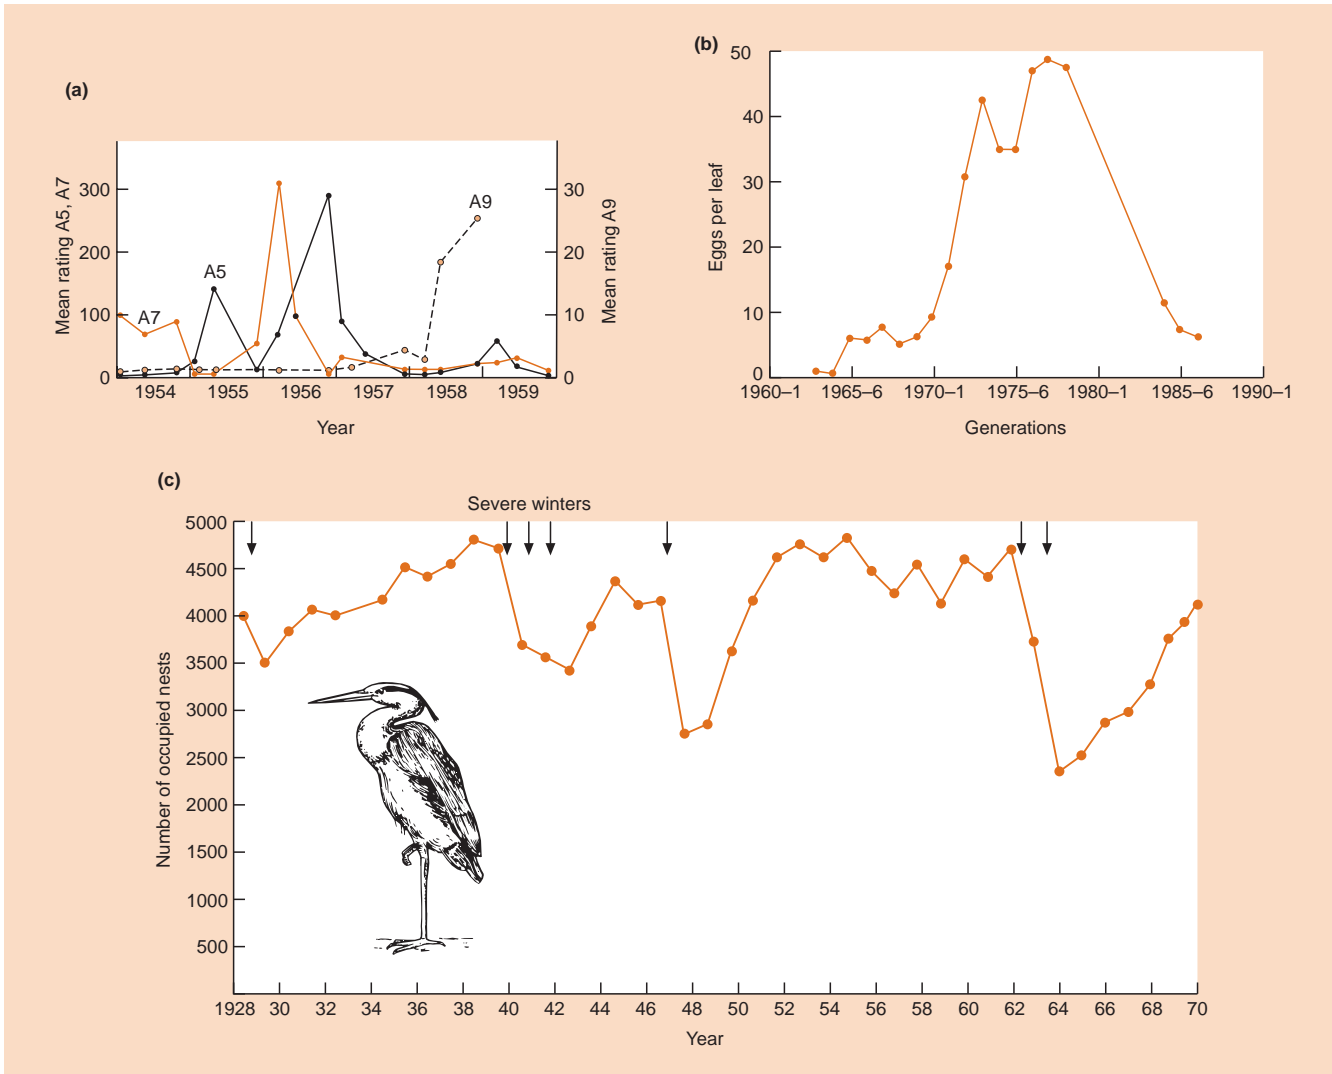 (a)
Mean rating A5, A7
300
200
100
0
A7
A5
A9
30
20
10
0
Mean rating A9
1954 1955 1956 1957 1958 1959
Year
(b)
Eggs per leaf
50
40
30
20
10
0
1960–1 1965–6 1970–1 1975–6 1980–1 1985–6 1990–1
Generations
(c)
Severe winters
Number of occupied nests
5000
4500
4000
3500
3000
2500
2000
1500
1000
500
1928 30 32 34 36 38 40 42 44 46 48 50 52 54 56 58 60 62 64 66 68 70
Year